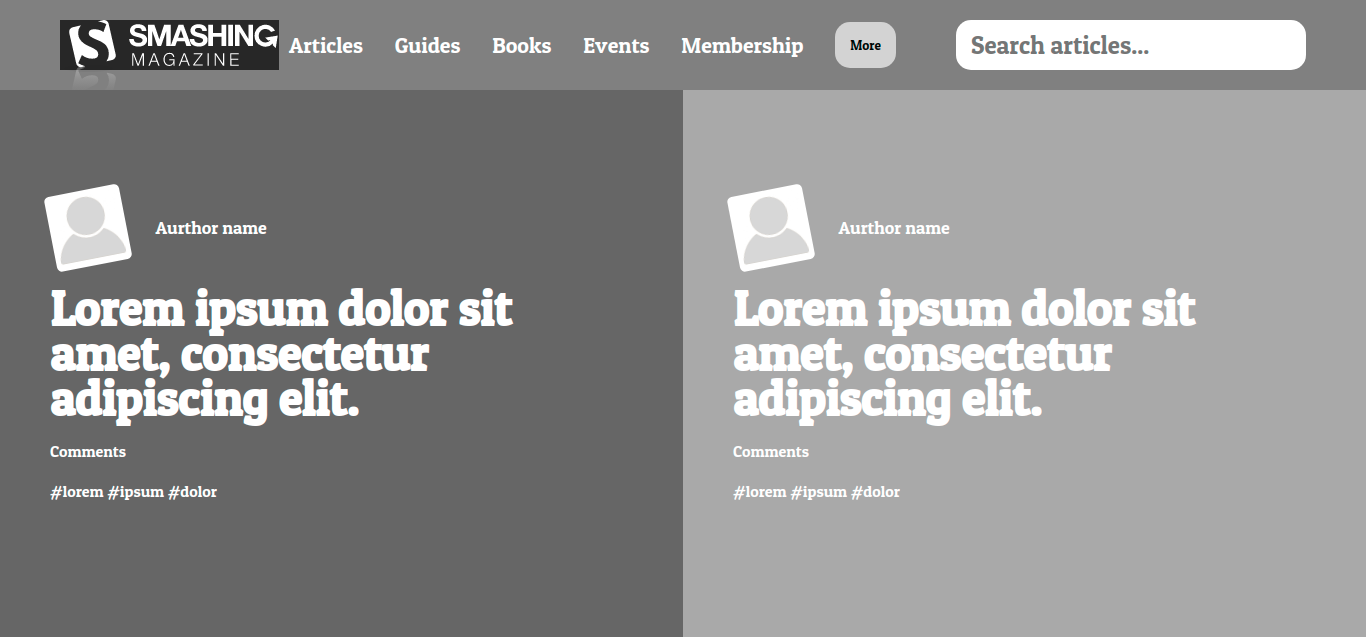 SMASHING
MAGAZINE
Articles Guides Books Events Membership More Search articles...
Aurthor name
Lorem ipsum dolor sit
amet, consectetur
adipiscing elit.
Comments
#lorem #ipsum #dolor
Aurthor name
Lorem ipsum dolor sit
amet, consectetur
adipiscing elit.
Comments
#lorem #ipsum #dolor